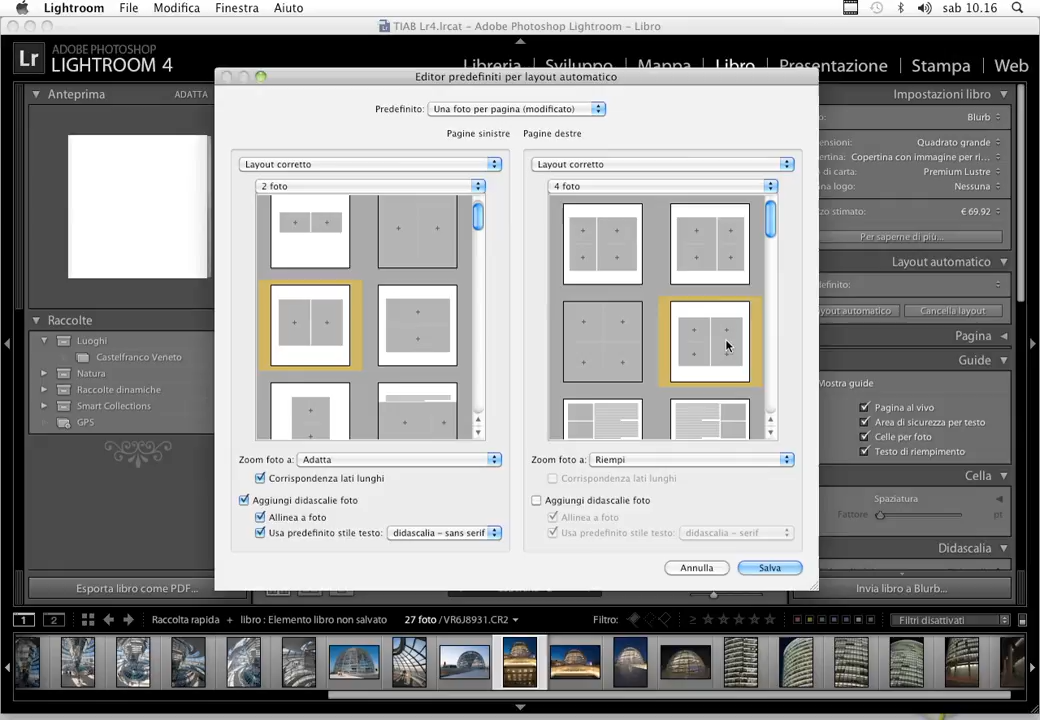 Lightroom File Modifica Finestra Aiuto sab 10.16
TIAB Lr4.lrcat – Adobe Photoshop Lightroom – Libro
Lr ADOBE PHOTOSHOP
LIGHTROOM 4
Libreria Sviluppo Mappa Libro Presentazione Stampa Web
Editor predefiniti per layout automatico
Anteprima ADATTA
Impostazioni libro
Predefinito: Una foto per pagina (modificato)
Blurb
Pagine sinistre Pagine destre
Quadrato grande
Copertina con immagine per ri...
Premium Lustre
Nessuna
Layout corretto Layout corretto
2 foto 4 foto
€ 69.92
Per saperne di più...
Layout automatico
Cancella layout
Raccolte
Luoghi
Castelfranco Veneto
Natura
Raccolte dinamiche
Smart Collections
GPS
Pagina
Guide
Mostra guide
Pagina al vivo
Area di sicurezza per testo
Celle per foto
Testo di riempimento
Zoom foto a: Adatta Zoom foto a: Riempi
Corrispondenza lati lunghi Corrispondenza lati lunghi
Cella
Aggiungi didascalie foto Aggiungi didascalie foto
Spaziatura
Allinea a foto Allinea a foto
Fattore pt
Usa predefinito stile testo: didascalia – sans serif Usa predefinito stile testo: didascalia – serif
Didascalia
Annulla Salva
Esporta libro come PDF... Invia libro a Blurb...
1 2 Raccolta rapida + libro : Elemento libro non salvato 27 foto /VR6J8931.CR2 Filtro: Filtri disattivati